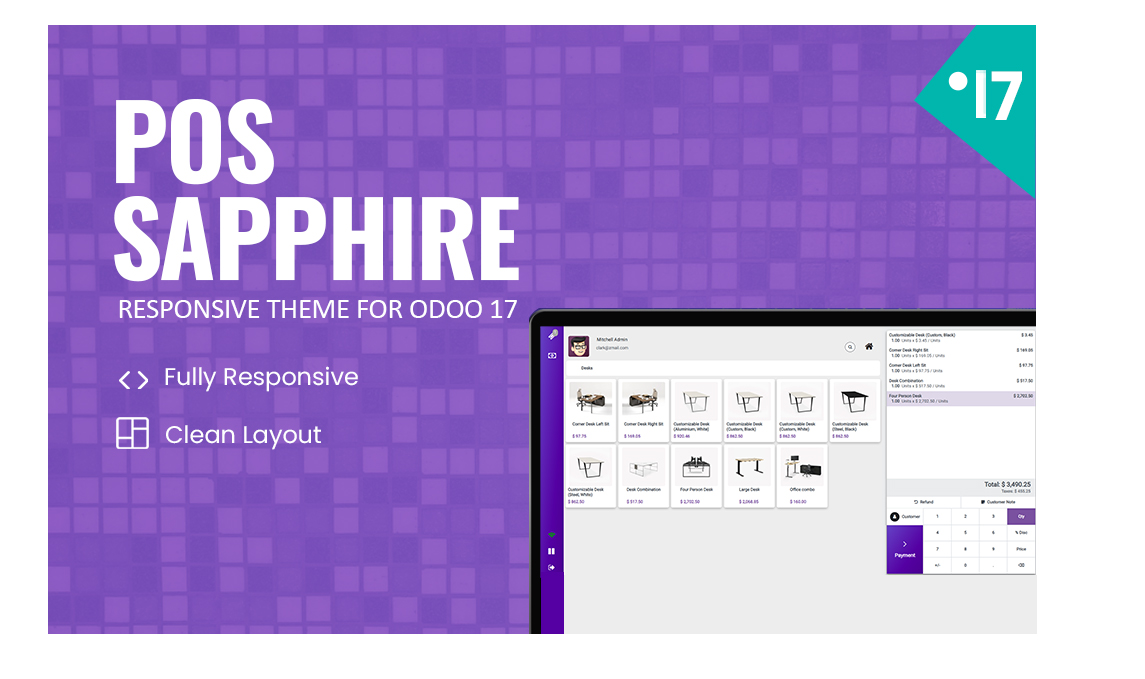 POS
SAPPHIRE
RESPONSIVE THEME FOR ODOO 17
Fully Responsive
Clean Layout
17
Mitchell Admin
Desks
Corner Desk Left Sit
$ 97.75
Corner Desk Right Sit
$ 169.05
Customizable Desk
(Aluminium, White)
$ 920.46
Customizable Desk
(Custom, Black)
$ 862.50
Customizable Desk
(Custom, White)
$ 862.50
Customizable Desk
(Steel, Black)
$ 862.50
Customizable Desk
(Steel, White)
$ 862.50
Desk Combination
$ 517.50
Four Person Desk
$ 2,702.50
Large Desk
$ 2,068.85
Office combo
$ 160.00
Customizable Desk (Custom, Black) $ 3.45
1.00 Units x $ 3.45 / Units
Corner Desk Right Sit $ 169.05
1.00 Units x $ 169.05 / Units
Corner Desk Left Sit $ 97.75
1.00 Units x $ 97.75 / Units
Desk Combination $ 517.50
1.00 Units x $ 517.50 / Units
Four Person Desk $ 2,702.50
1.00 Units x $ 2,702.50 / Units
Total: $ 3,490.25
Taxes: $ 455.25
Refund Customer Note
Customer 1 2 3 Qty
4 5 6 % Disc
Payment 7 8 9 Price
+/- 0 .